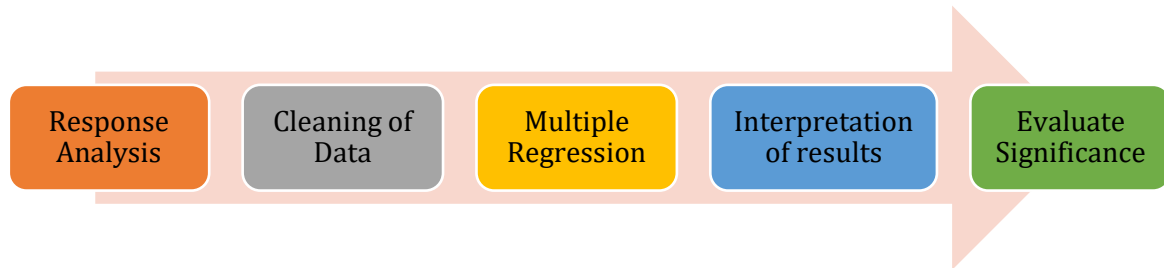 Response
Analysis
Cleaning of
Data
Multiple
Regression
Interpretation
of results
Evaluate
Significance